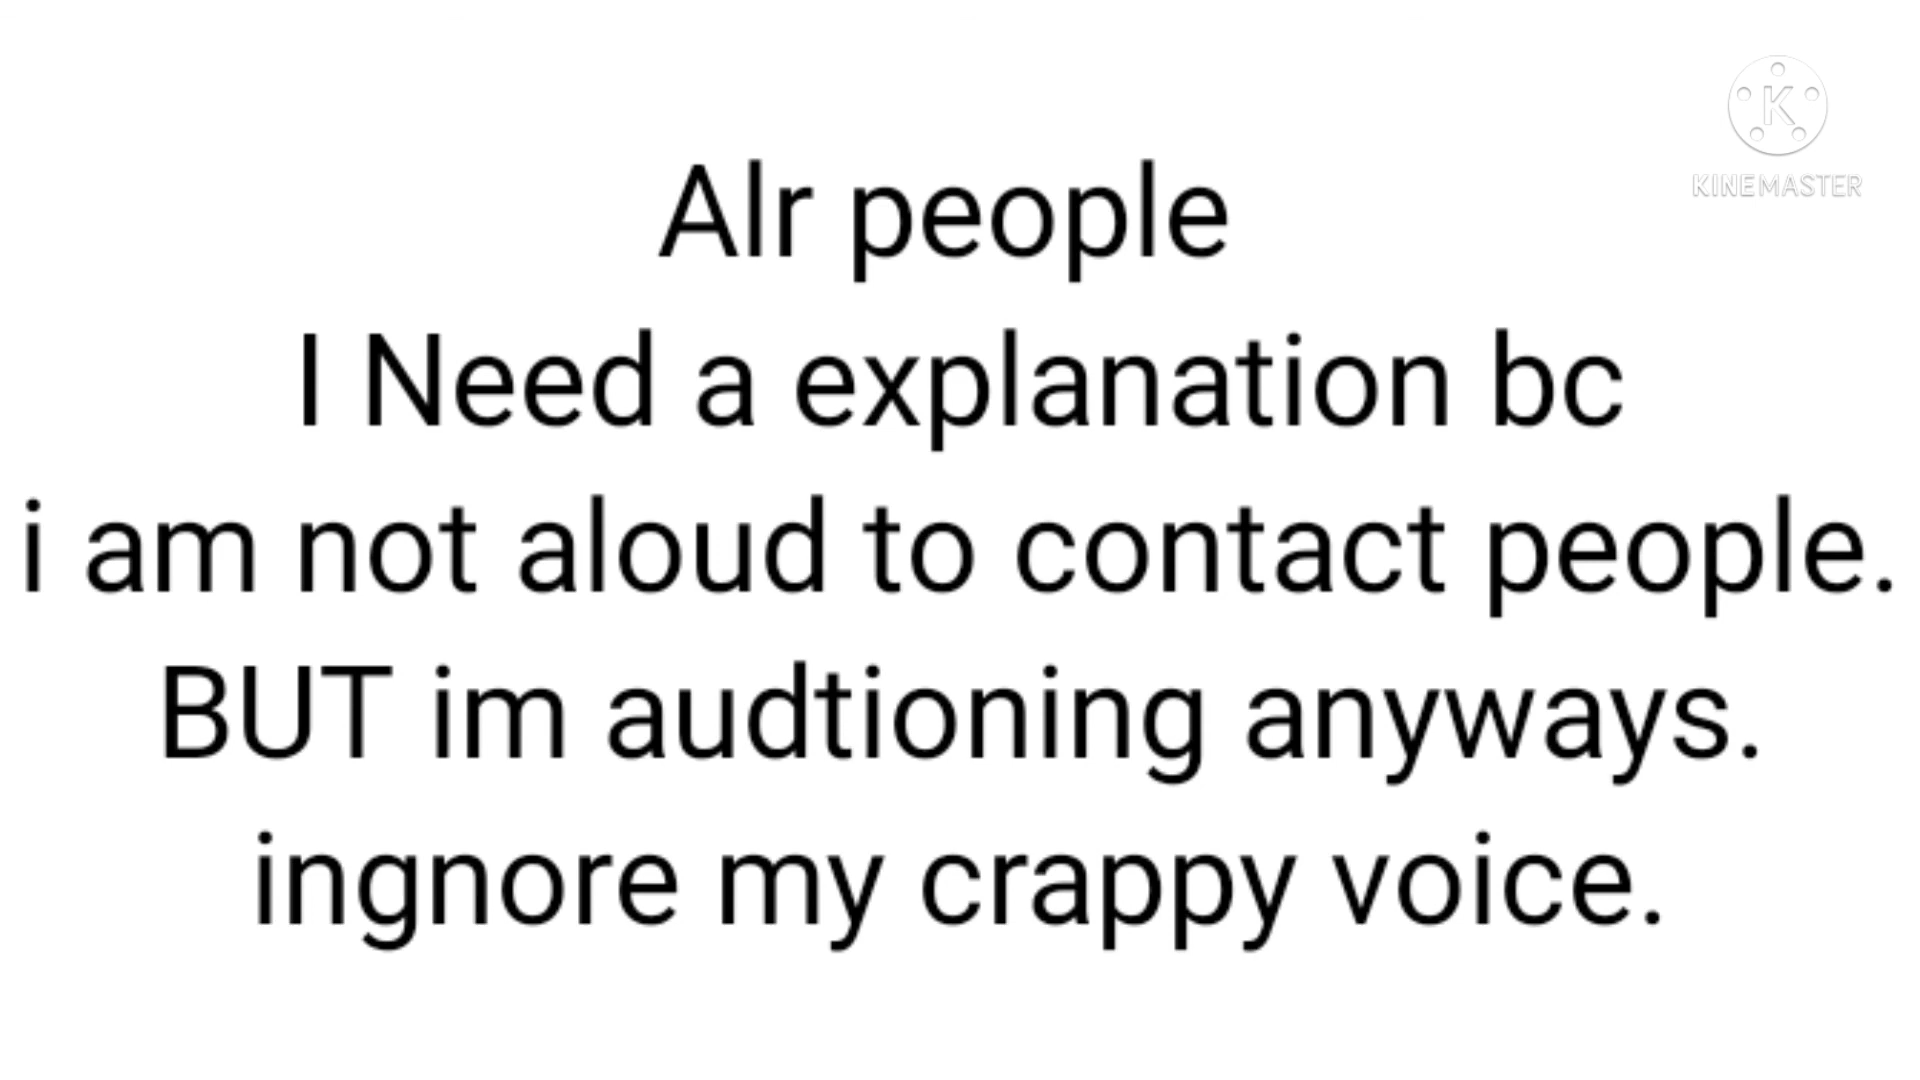 KINEMASTER
Alr people
I Need a explanation bc
i am not aloud to contact people.
BUT im audtioning anyways.
ingnore my crappy voice.